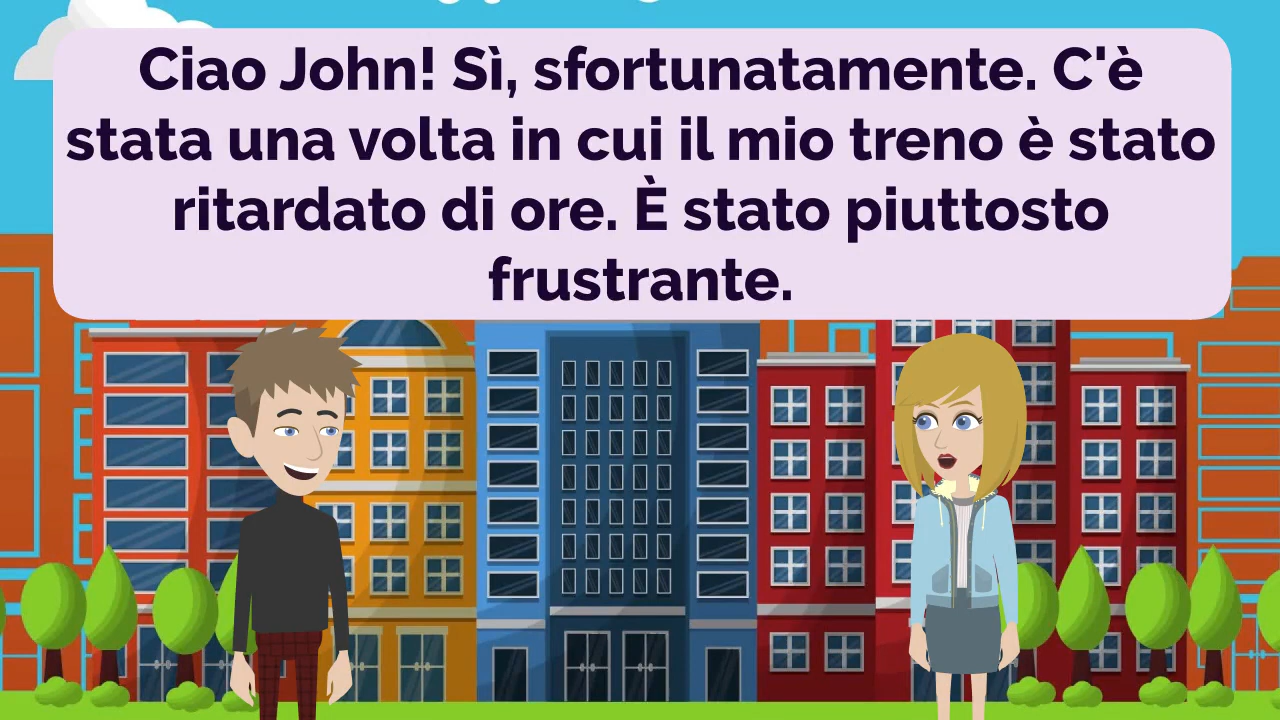 Ciao John! Sì, sfortunatamente. C'è
stata una volta in cui il mio treno è stato
ritardato di ore. È stato piuttosto
frustrante.